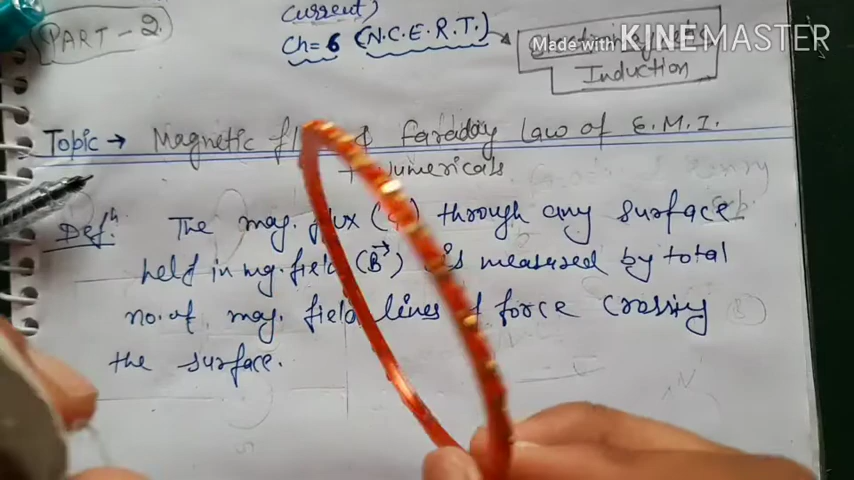 PART - 2.
Current)
Ch= 6 (N.C.E.R.T.)
Made with KINEMASTER
Induction
Topic → Magnetic & Faraday Law of E.M.I.
+ Numericals
Defⁿ. The mag. flux ( ) through any surface
held in mg. field (B⃗) is measured by total
no. of mag. field lines of force crossing
the surface.